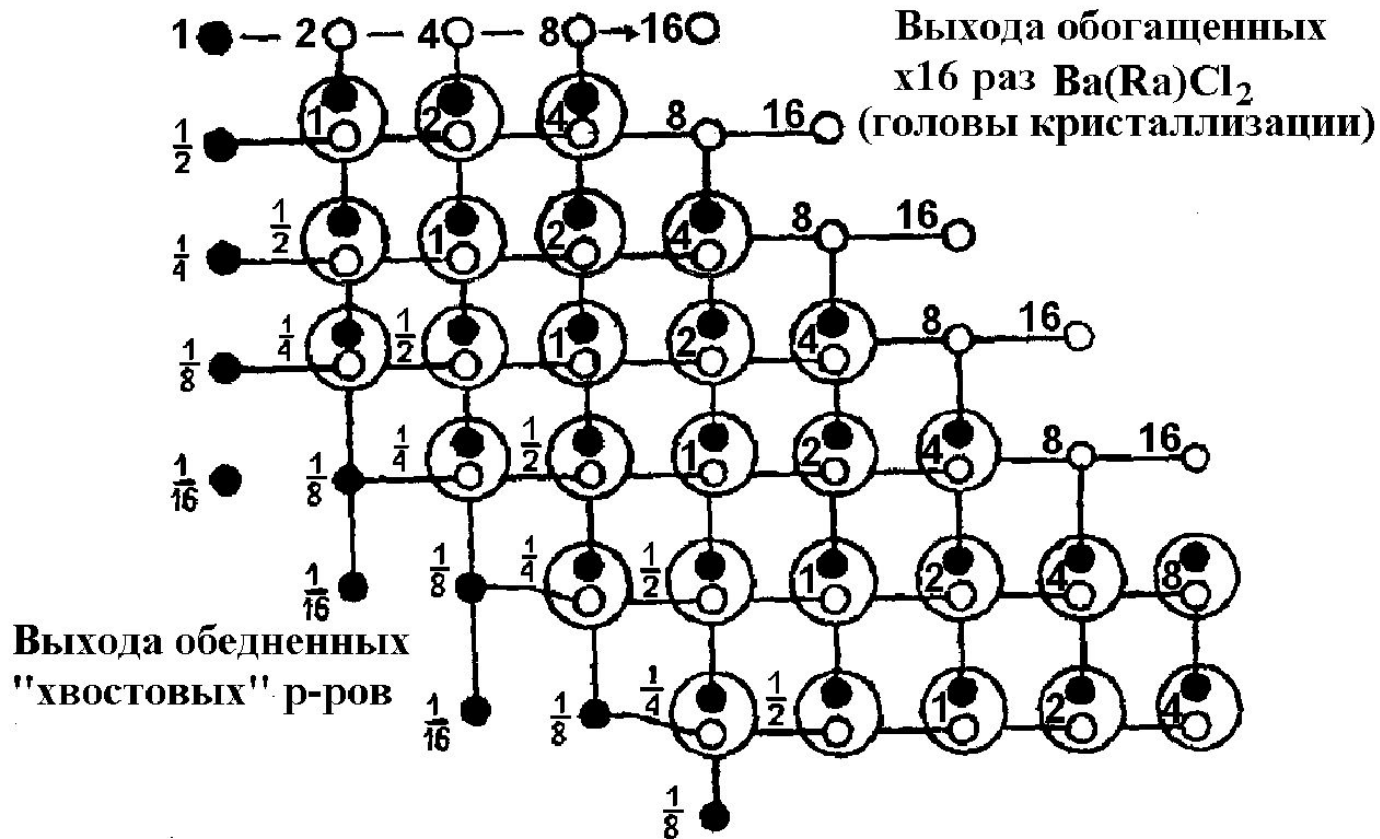 1 2 4 8 16
Выхода обогащенных
x16 раз Ba(Ra)Cl₂
(головы кристаллизации)
1/2 1 2 4 8 16
1/4 1/2 1 2 4 8 16
1/8 1/4 1/2 1 2 4 8 16
1/16 1/8 1/4 1/2 1 2 4 8 16
1/16 1/8 1/4 1/2 1 2 4 8
Выхода обедненных
"хвостовых" р-ров
1/16 1/8 1/4 1/2 1 2 4
1/8